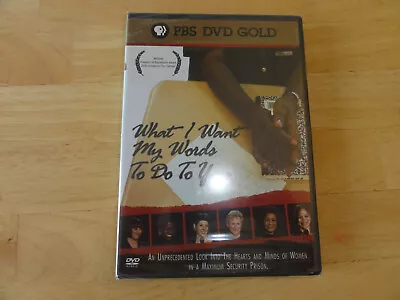 PBS DVD GOLD
What I Want
My Words
To Do To Y
AN UNPRECEDENTED LOOK INTO THE HEARTS AND MINDS OF WOMEN
IN A MAXIMUM SECURITY PRISON.
DVD